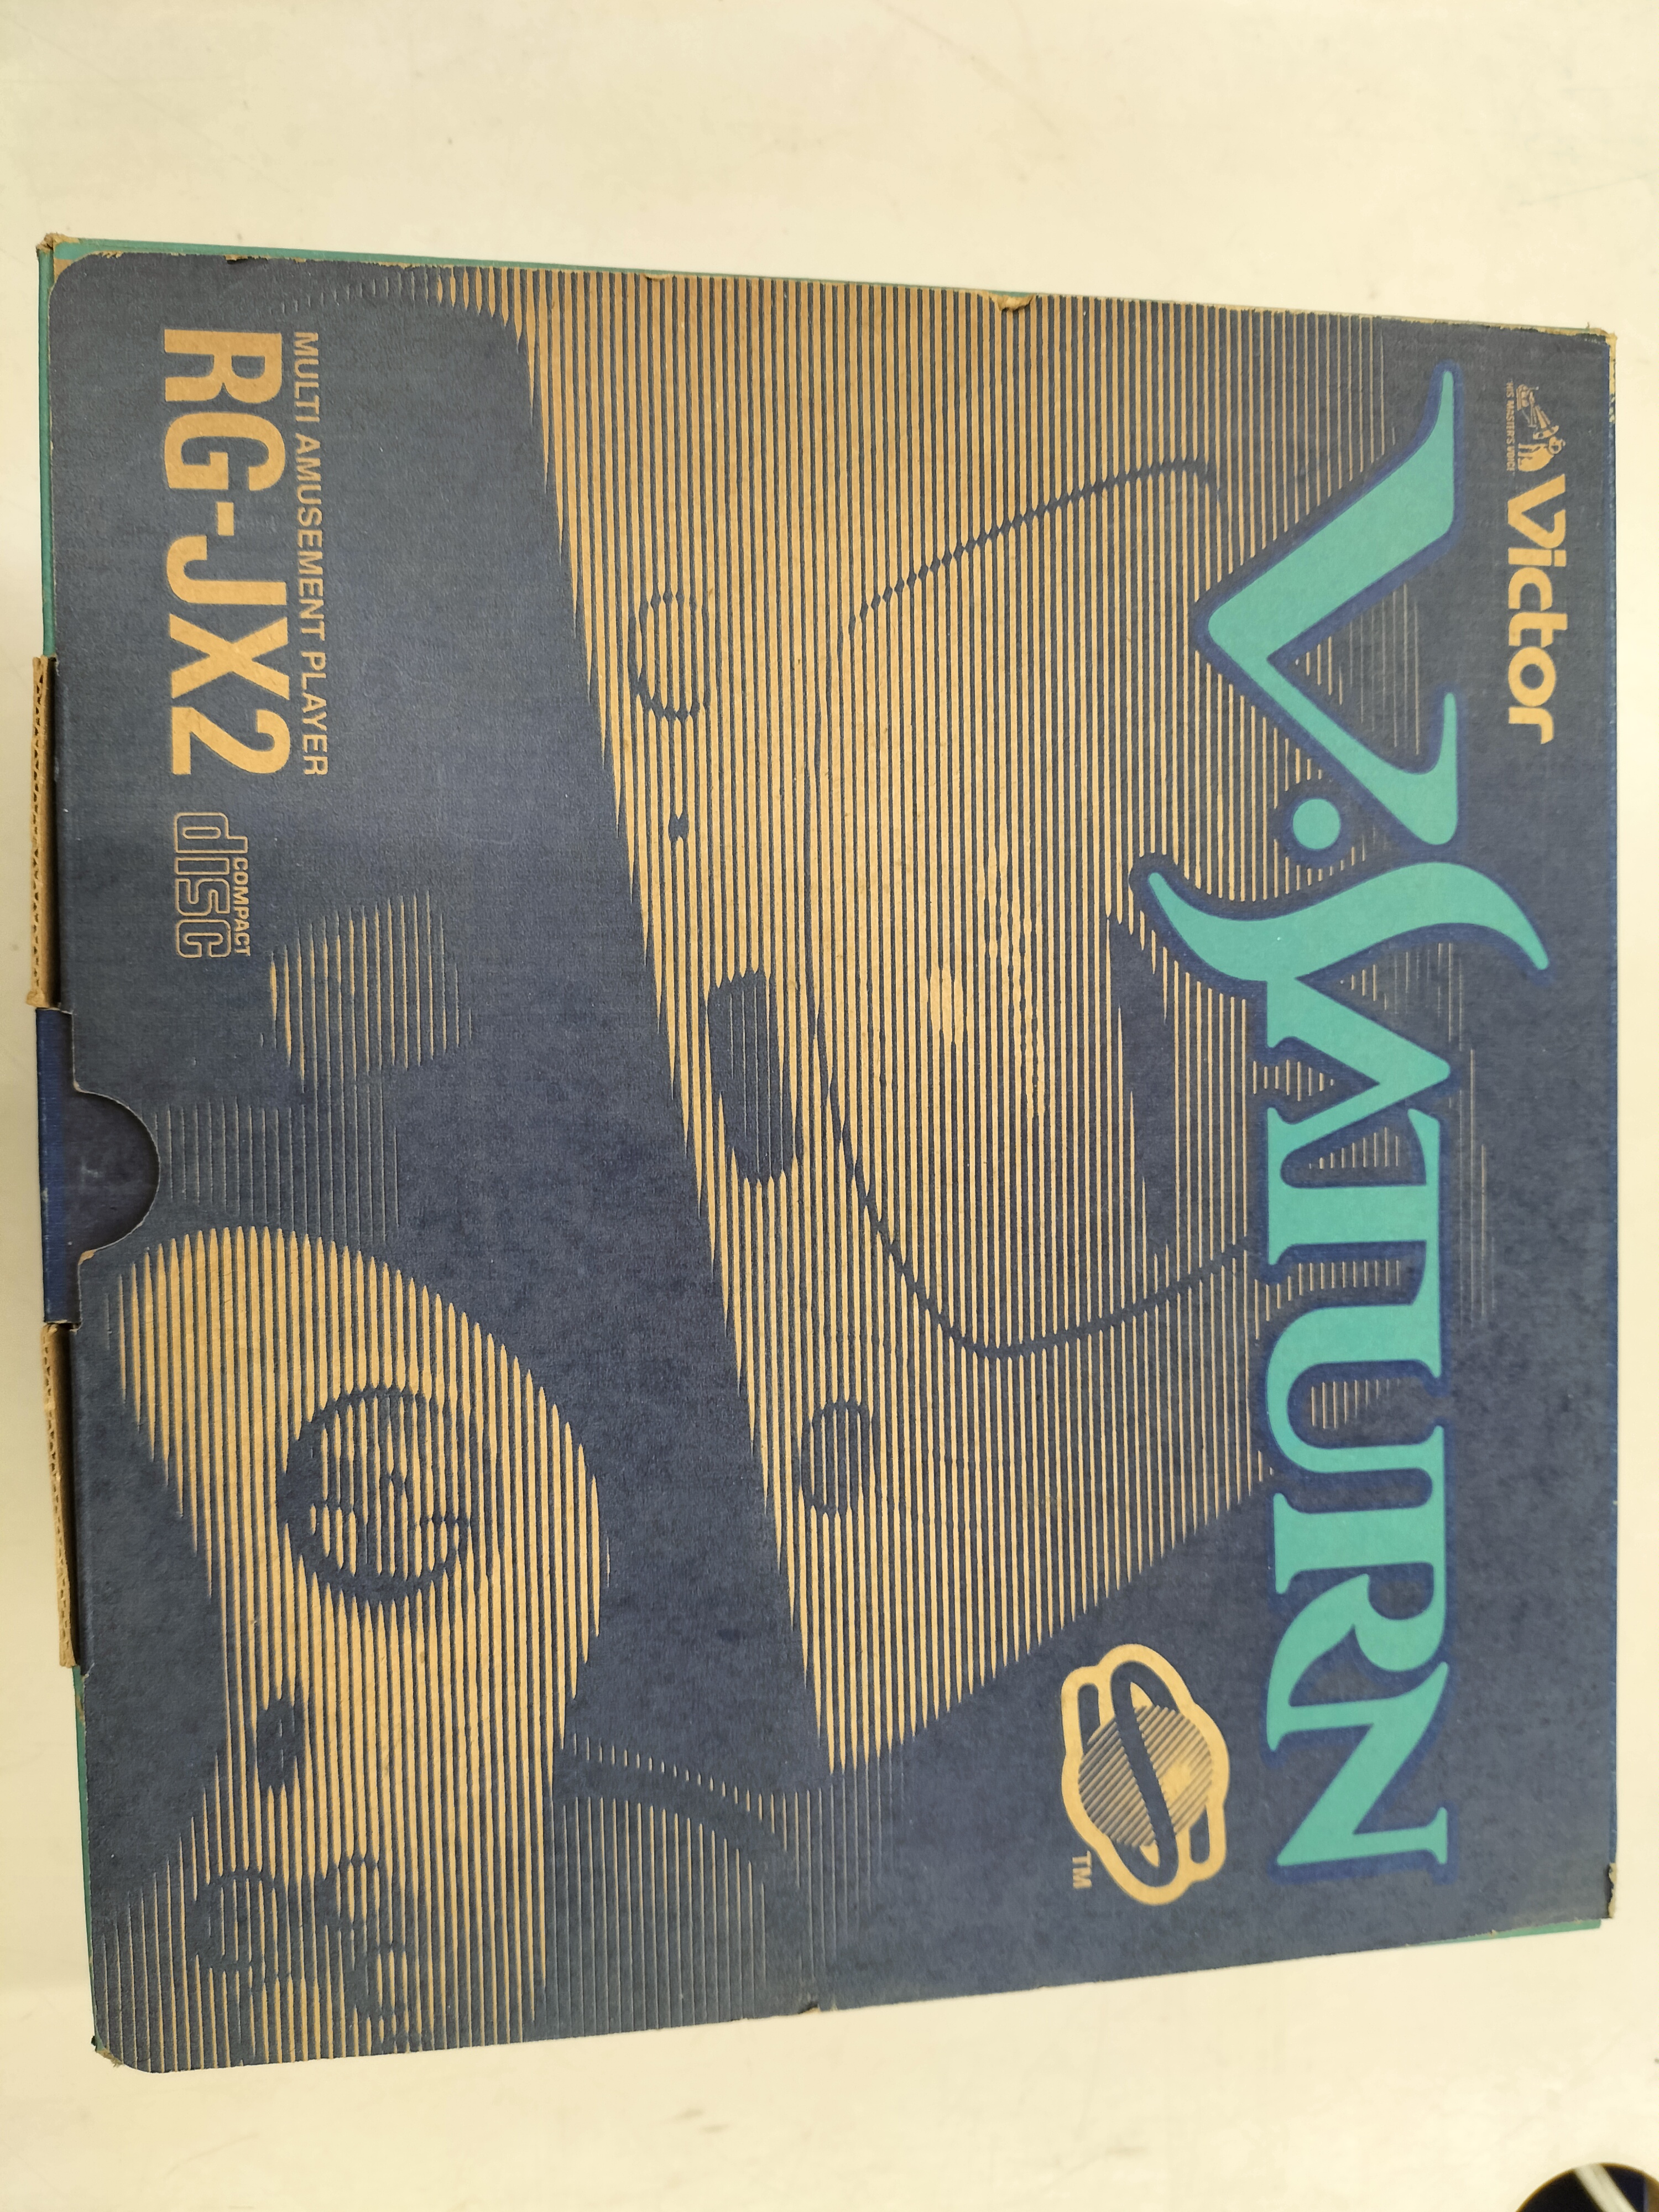 HIS MASTER'S VOICE
Victor
V·SATURN
TM
MULTI AMUSEMENT PLAYER
RG-JX2
COMPACT
disc